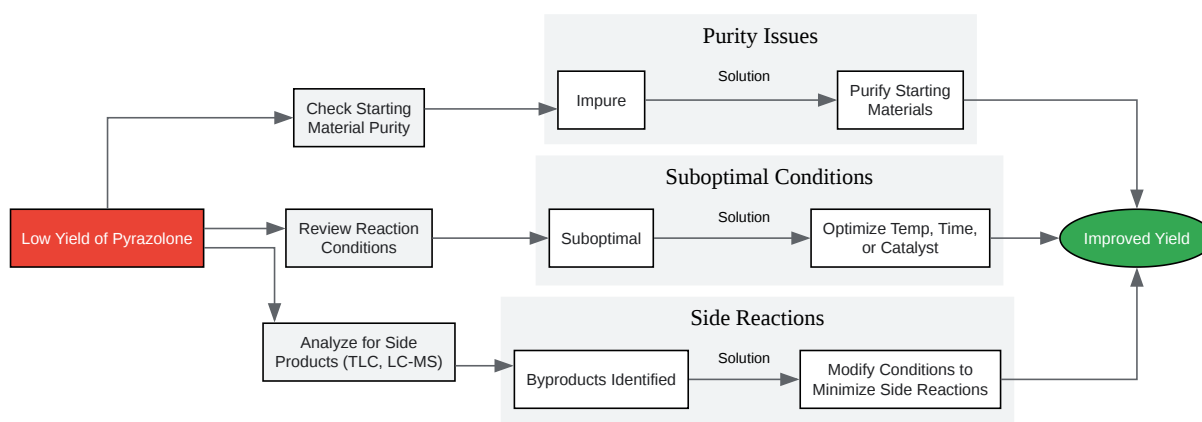 Purity Issues
Solution
Check Starting
Material Purity
Impure
Purify Starting
Materials
Suboptimal Conditions
Solution
Low Yield of Pyrazolone
Review Reaction
Conditions
Suboptimal
Optimize Temp, Time,
or Catalyst
Improved Yield
Side Reactions
Solution
Analyze for Side
Products (TLC, LC-MS)
Byproducts Identified
Modify Conditions to
Minimize Side Reactions